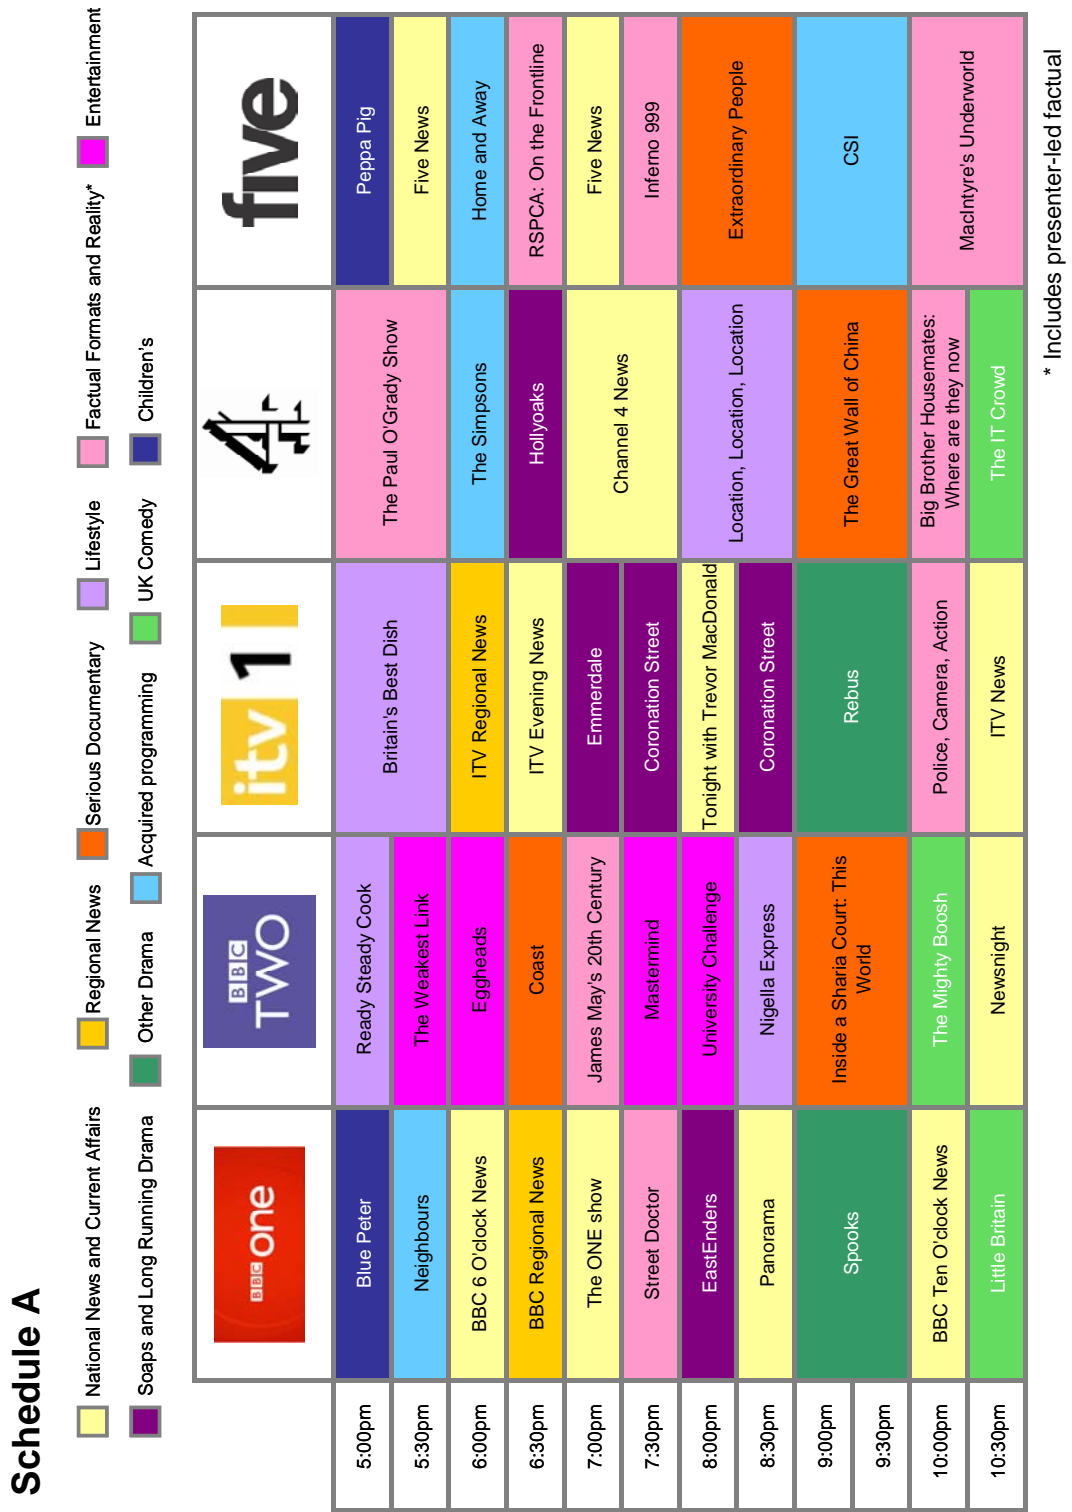 Schedule A
National News and Current Affairs
Regional News
Serious Documentary
Lifestyle
Factual Formats and Reality*
Entertainment
Soaps and Long Running Drama
Other Drama
Acquired programming
UK Comedy
Children's
BBC one
BBC TWO
itv 1
4
five
5:00pm
Blue Peter
Ready Steady Cook
Britain's Best Dish
The Paul O'Grady Show
Peppa Pig
5:30pm
Neighbours
The Weakest Link
Five News
6:00pm
BBC 6 O'clock News
Eggheads
ITV Regional News
The Simpsons
Home and Away
6:30pm
BBC Regional News
Coast
ITV Evening News
Hollyoaks
RSPCA: On the Frontline
7:00pm
The ONE show
James May's 20th Century
Emmerdale
Channel 4 News
Five News
7:30pm
Street Doctor
Mastermind
Coronation Street
Inferno 999
8:00pm
EastEnders
University Challenge
Tonight with Trevor MacDonald
Location, Location, Location
Extraordinary People
8:30pm
Panorama
Nigella Express
Coronation Street
9:00pm
Spooks
Inside a Sharia Court: This
World
Rebus
The Great Wall of China
CSI
9:30pm
10:00pm
BBC Ten O'clock News
The Mighty Boosh
Police, Camera, Action
Big Brother Housemates:
Where are they now
MacIntyre's Underworld
10:30pm
Little Britain
Newsnight
ITV News
The IT Crowd
* Includes presenter-led factual